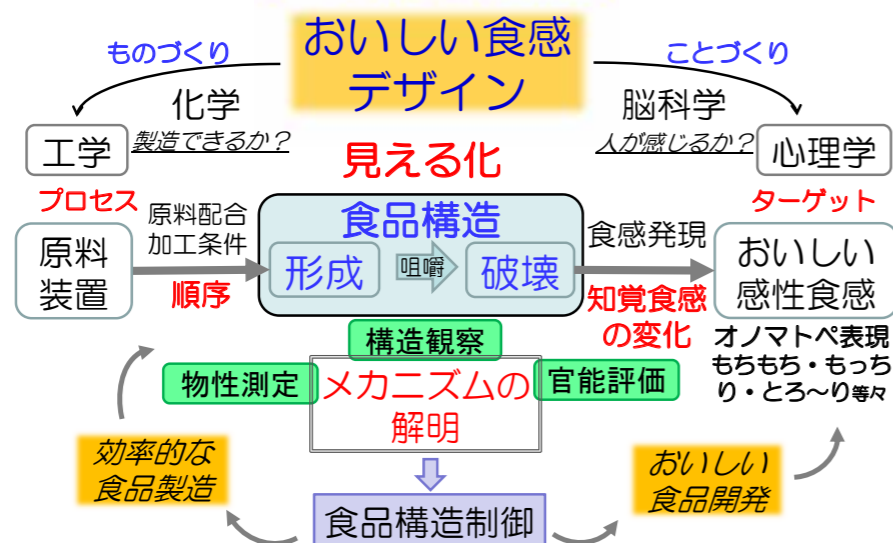 おいしい食感
デザイン
ものづくり
ことづくり
化学
製造できるか？
脳科学
人が感じるか？
工学
心理学
見える化
プロセス
ターゲット
原料
装置
原料配合
加工条件
順序
食品構造
形成
咀嚼
破壊
食感発現
知覚食感
の変化
おいしい
感性食感
オノマトペ表現
もちもち・もっち
り・とろ～り等々
構造観察
物性測定
官能評価
メカニズムの
解明
効率的な
食品製造
おいしい
食品開発
食品構造制御